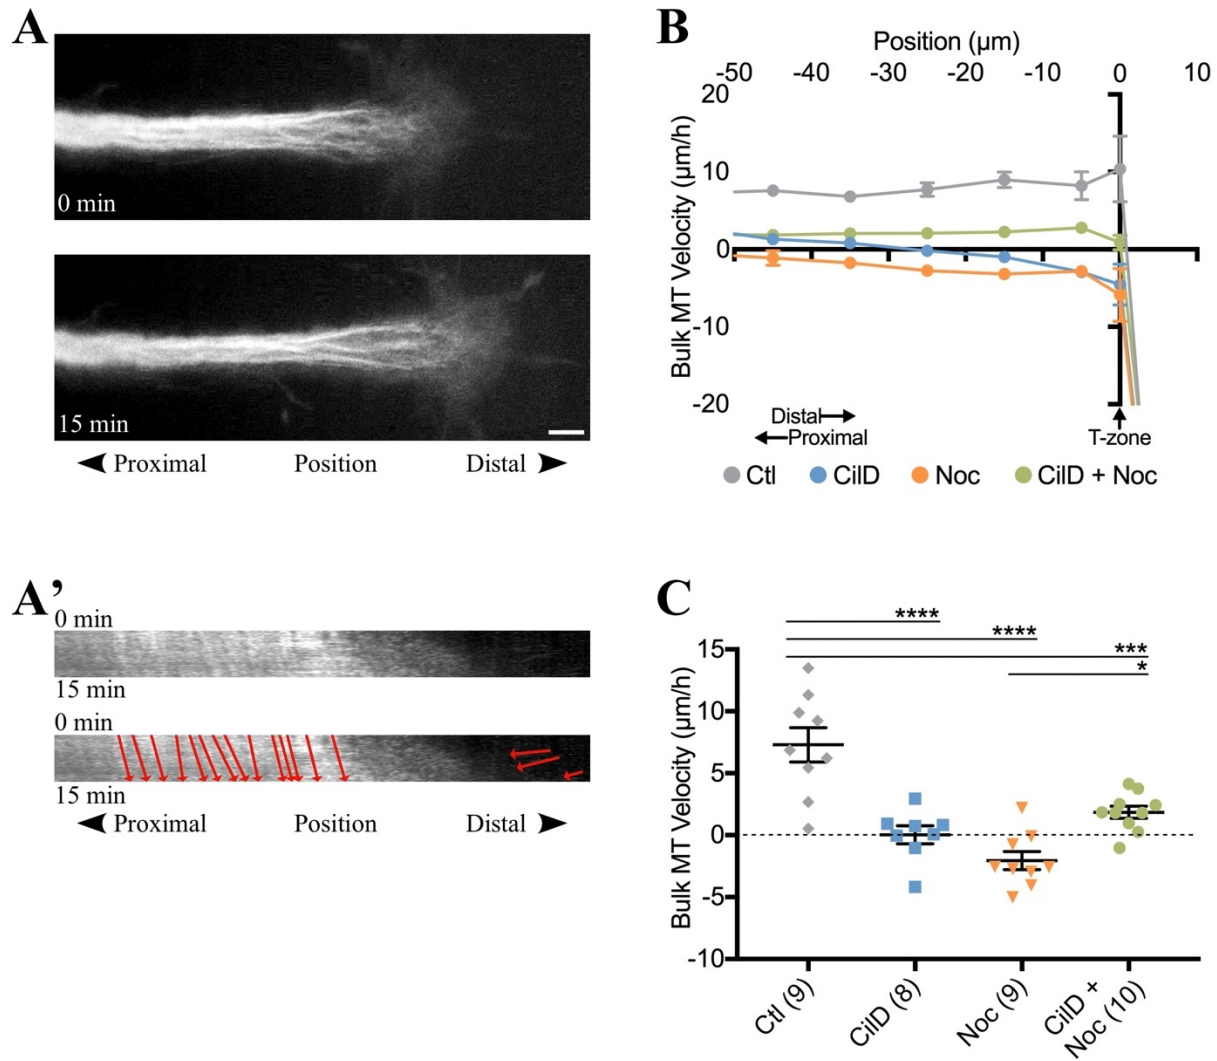 A
0 min
15 min
Proximal Position Distal
B
Position (µm)
-50 -40 -30 -20 -10 0 10
Bulk MT Velocity (µm/h)
20
10
0
-10
-20
Distal
Proximal
T-zone
Ctl CilD Noc CilD + Noc
A’
0 min
15 min
0 min
15 min
Proximal Position Distal
C
****
****
***
*
Bulk MT Velocity (µm/h)
15
10
5
0
-5
-10
Ctl (9)
CilD (8)
Noc (9)
CilD +
Noc (10)